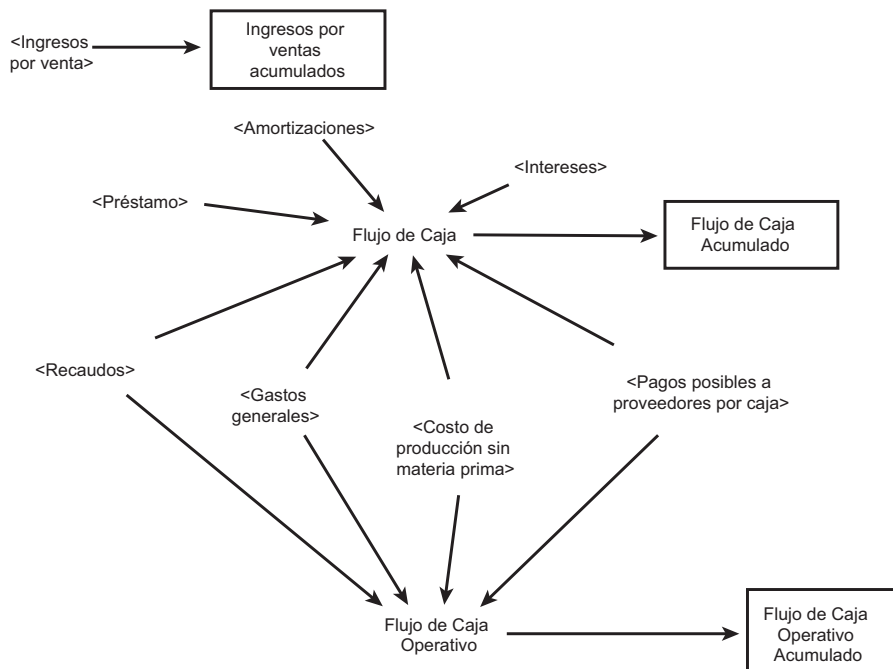 <Ingresos
por venta>
Ingresos por
ventas
acumulados
<Amortizaciones>
<Intereses>
<Préstamo>
Flujo de Caja
Flujo de Caja
Acumulado
<Recaudos>
<Gastos
generales>
<Costo de
producción sin
materia prima>
<Pagos posibles a
proveedores por caja>
Flujo de Caja
Operativo
Flujo de Caja
Operativo
Acumulado